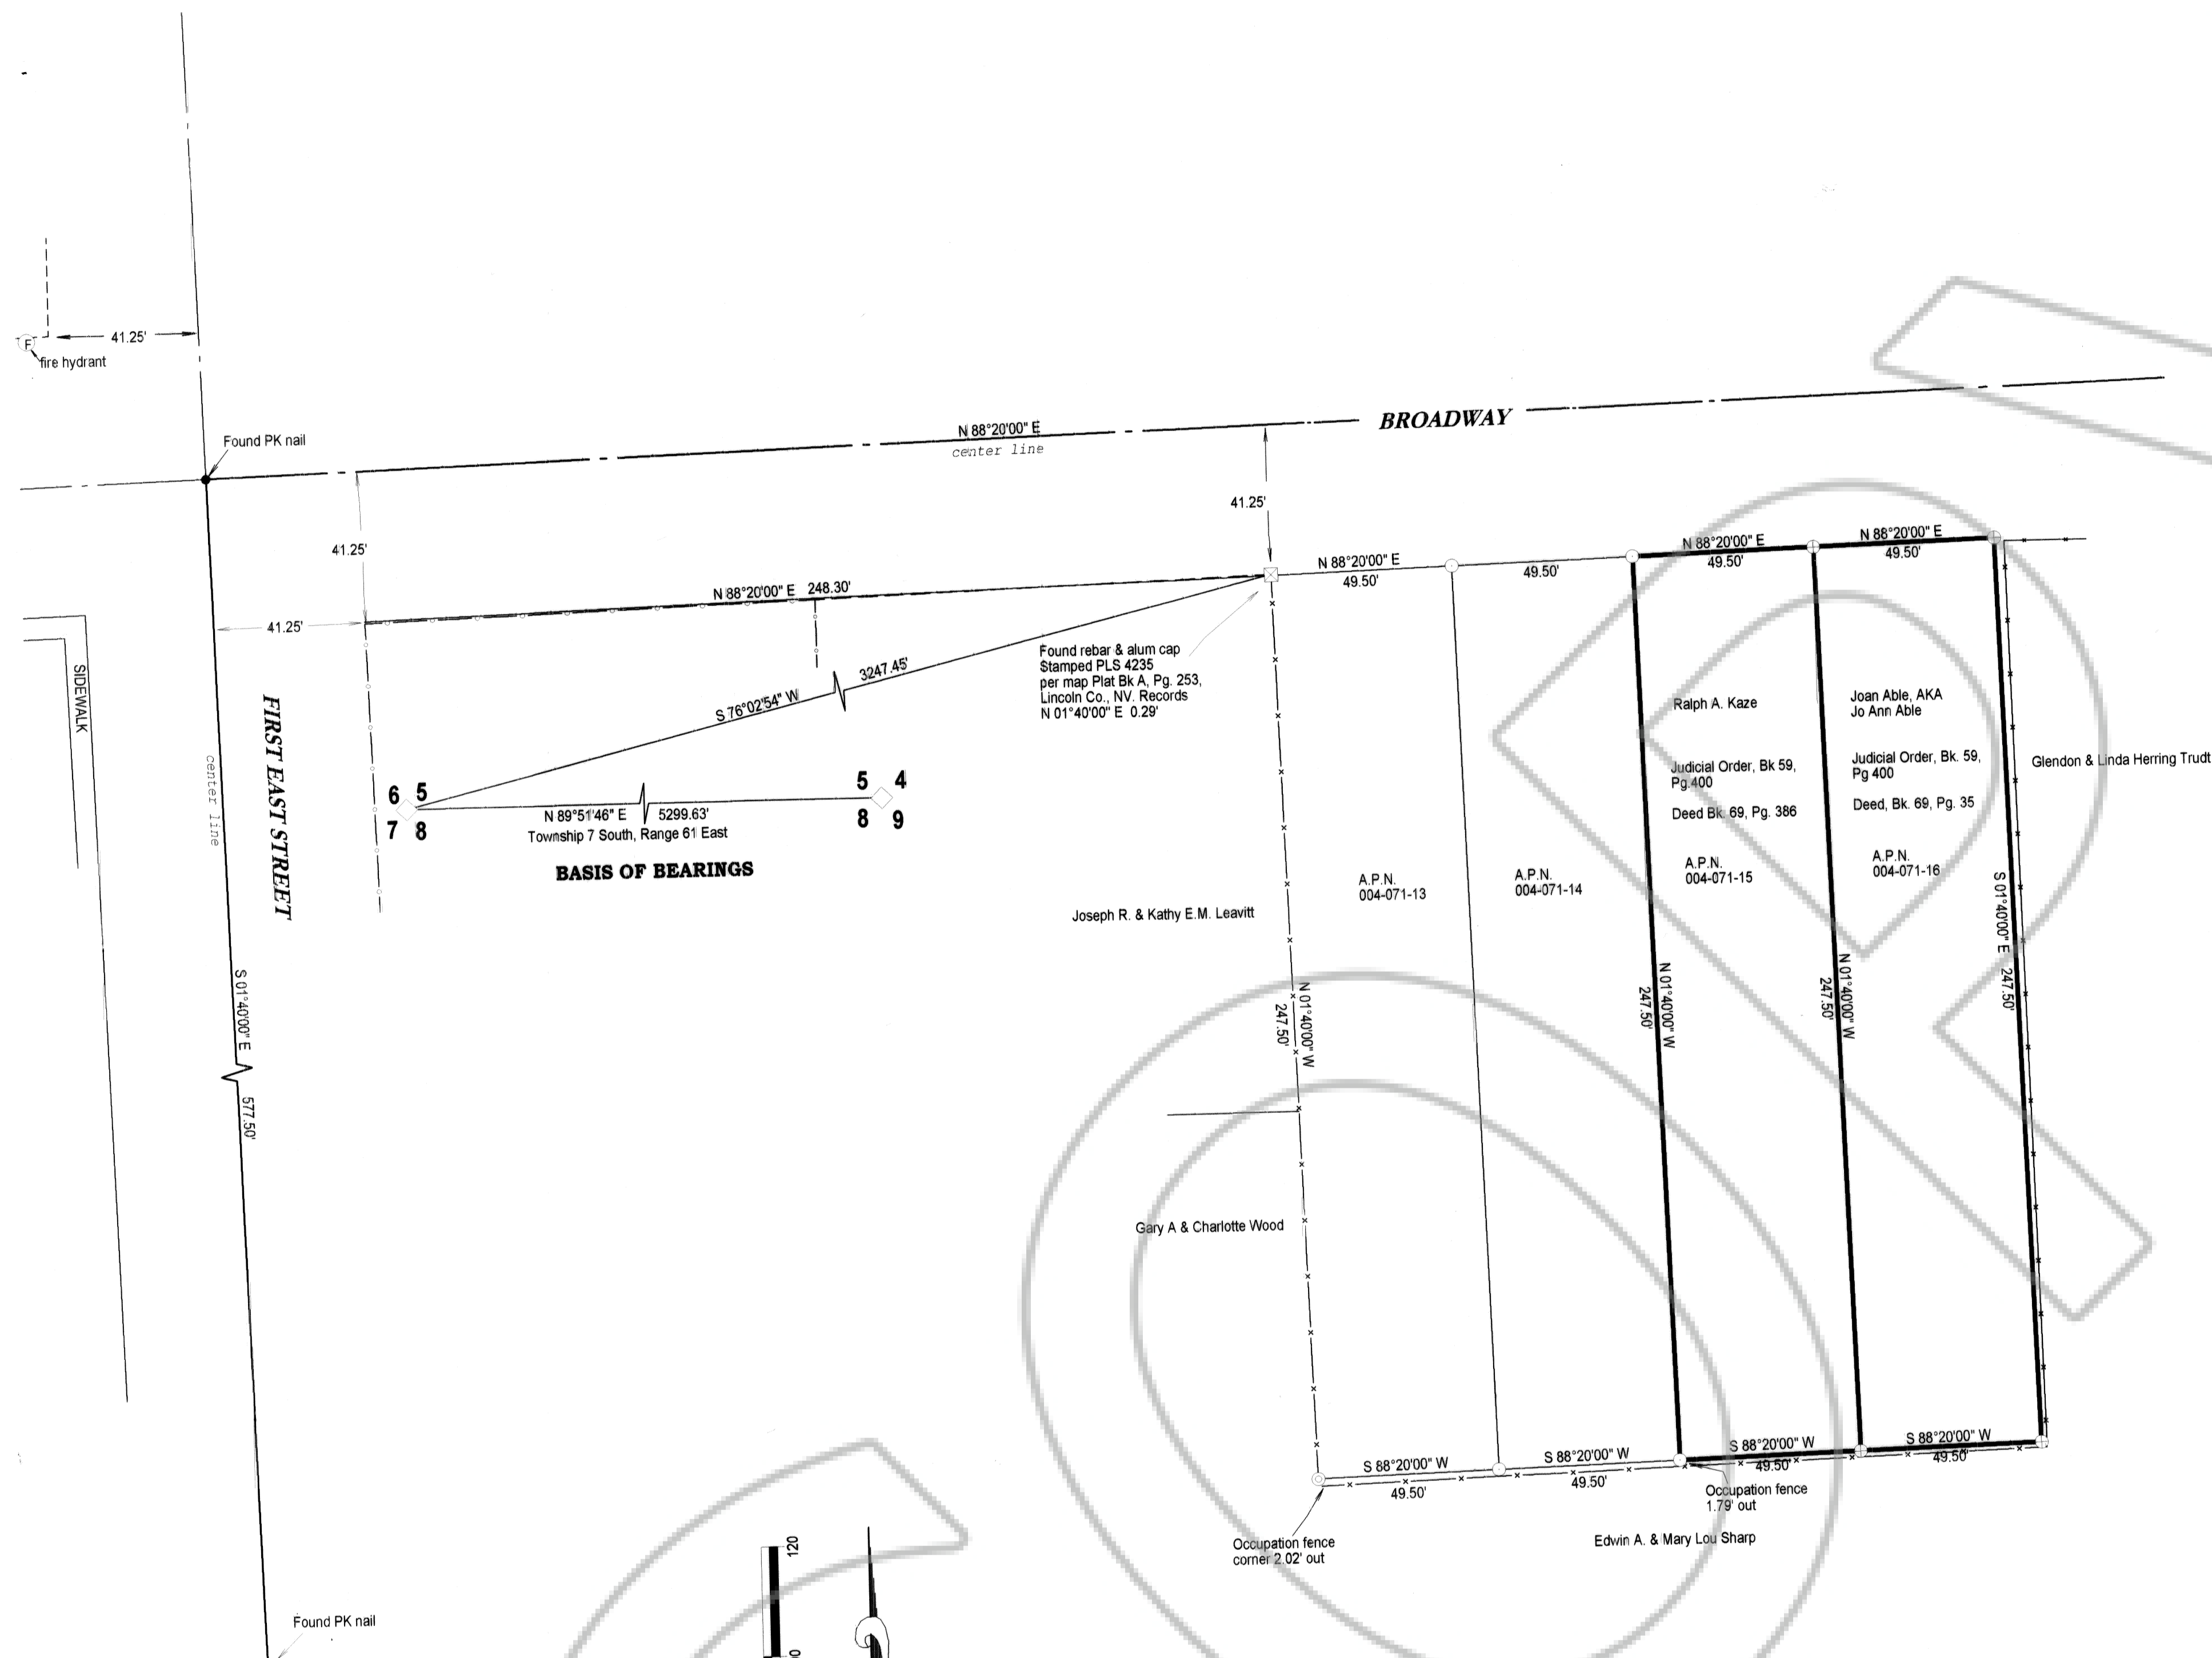 41.25'
F
fire hydrant
Found PK nail
N 88°20'00" E
center line
BROADWAY
41.25'
41.25'
41.25'
N 88°20'00" E 248.30'
N 88°20'00" E
49.50'
49.50'
N 88°20'00" E
49.50'
N 88°20'00" E
49.50'
SIDEWALK
FIRST EAST STREET
center line
S 01°40'00" E
577.50'
S 76°02'54" W
3247.45'
Found rebar & alum cap
Stamped PLS 4235
per map Plat Bk A, Pg. 253,
Lincoln Co., NV. Records
N 01°40'00" E 0.29'
6 5
7 8
5 4
8 9
N 89°51'46" E 5299.63'
Township 7 South, Range 61 East
BASIS OF BEARINGS
Joseph R. & Kathy E.M. Leavitt
Gary A & Charlotte Wood
N 01°40'00" W
247.50'
A.P.N.
004-071-13
A.P.N.
004-071-14
Ralph A. Kaze
Judicial Order, Bk 59,
Pg.400
Deed Bk. 69, Pg. 386
A.P.N.
004-071-15
N 01°40'00" W
247.50'
Joan Able, AKA
Jo Ann Able
Judicial Order, Bk. 59,
Pg 400
Deed, Bk. 69, Pg. 35
A.P.N.
004-071-16
N 01°40'00" W
247.50'
S 01°40'00" E 247.50'
Glendon & Linda Herring Trudt
S 88°20'00" W
49.50'
S 88°20'00" W
49.50'
S 88°20'00" W
49.50'
S 88°20'00" W
49.50'
Occupation fence
corner 2.02' out
Occupation fence
1.79' out
Edwin A. & Mary Lou Sharp
120
Found PK nail